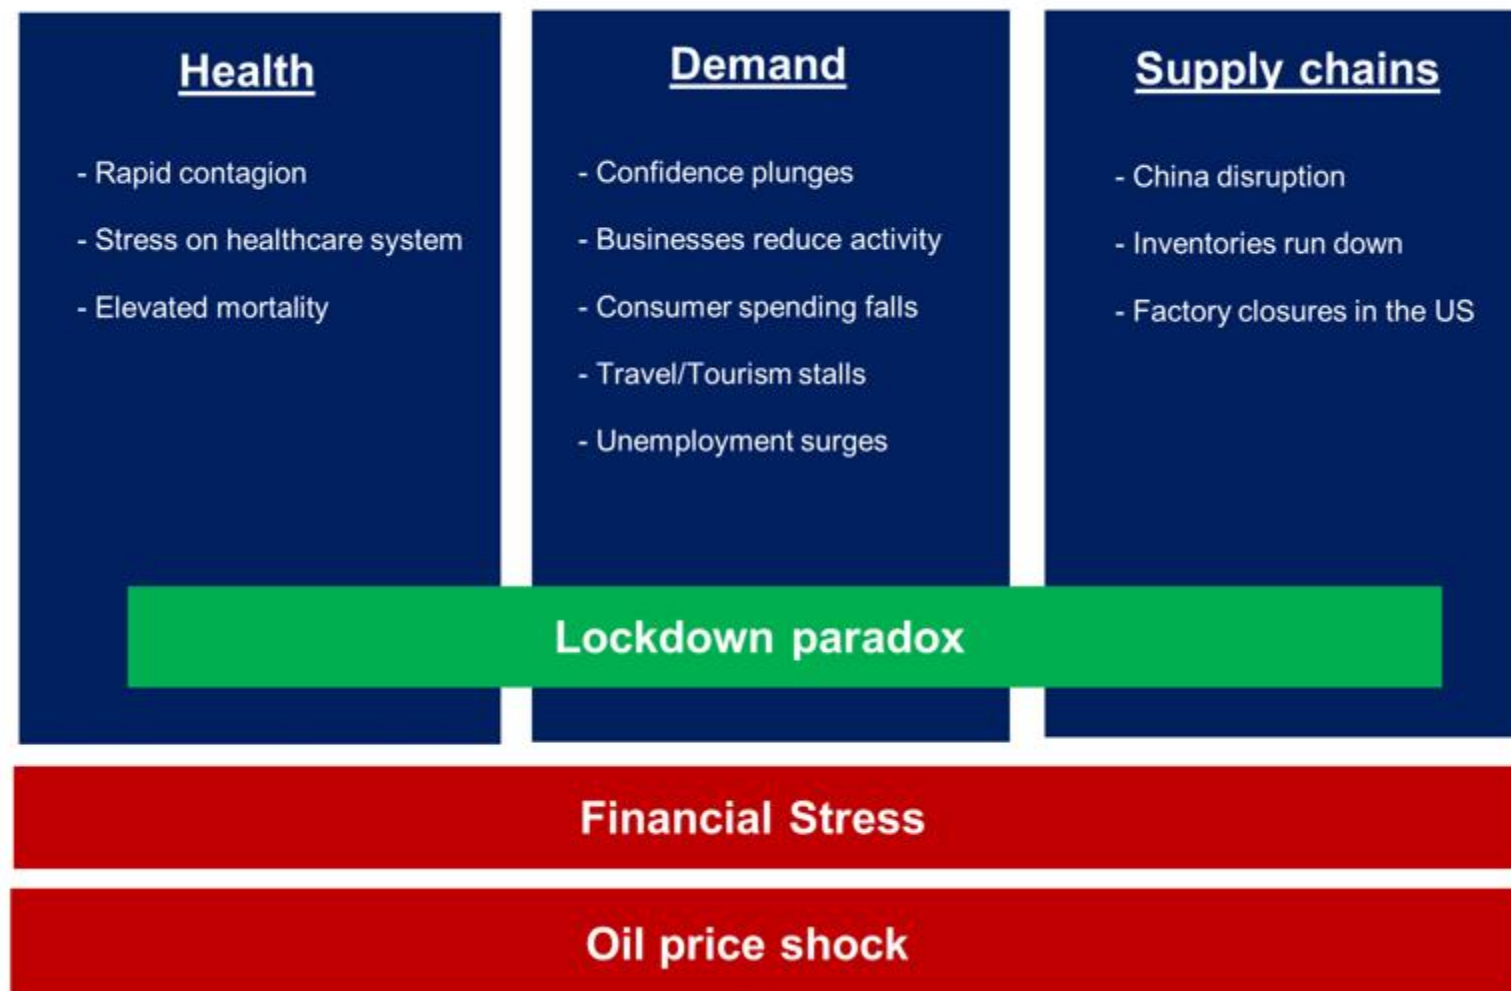 Health
- Rapid contagion
- Stress on healthcare system
- Elevated mortality
Demand
- Confidence plunges
- Businesses reduce activity
- Consumer spending falls
- Travel/Tourism stalls
- Unemployment surges
Supply chains
- China disruption
- Inventories run down
- Factory closures in the US
Lockdown paradox
Financial Stress
Oil price shock